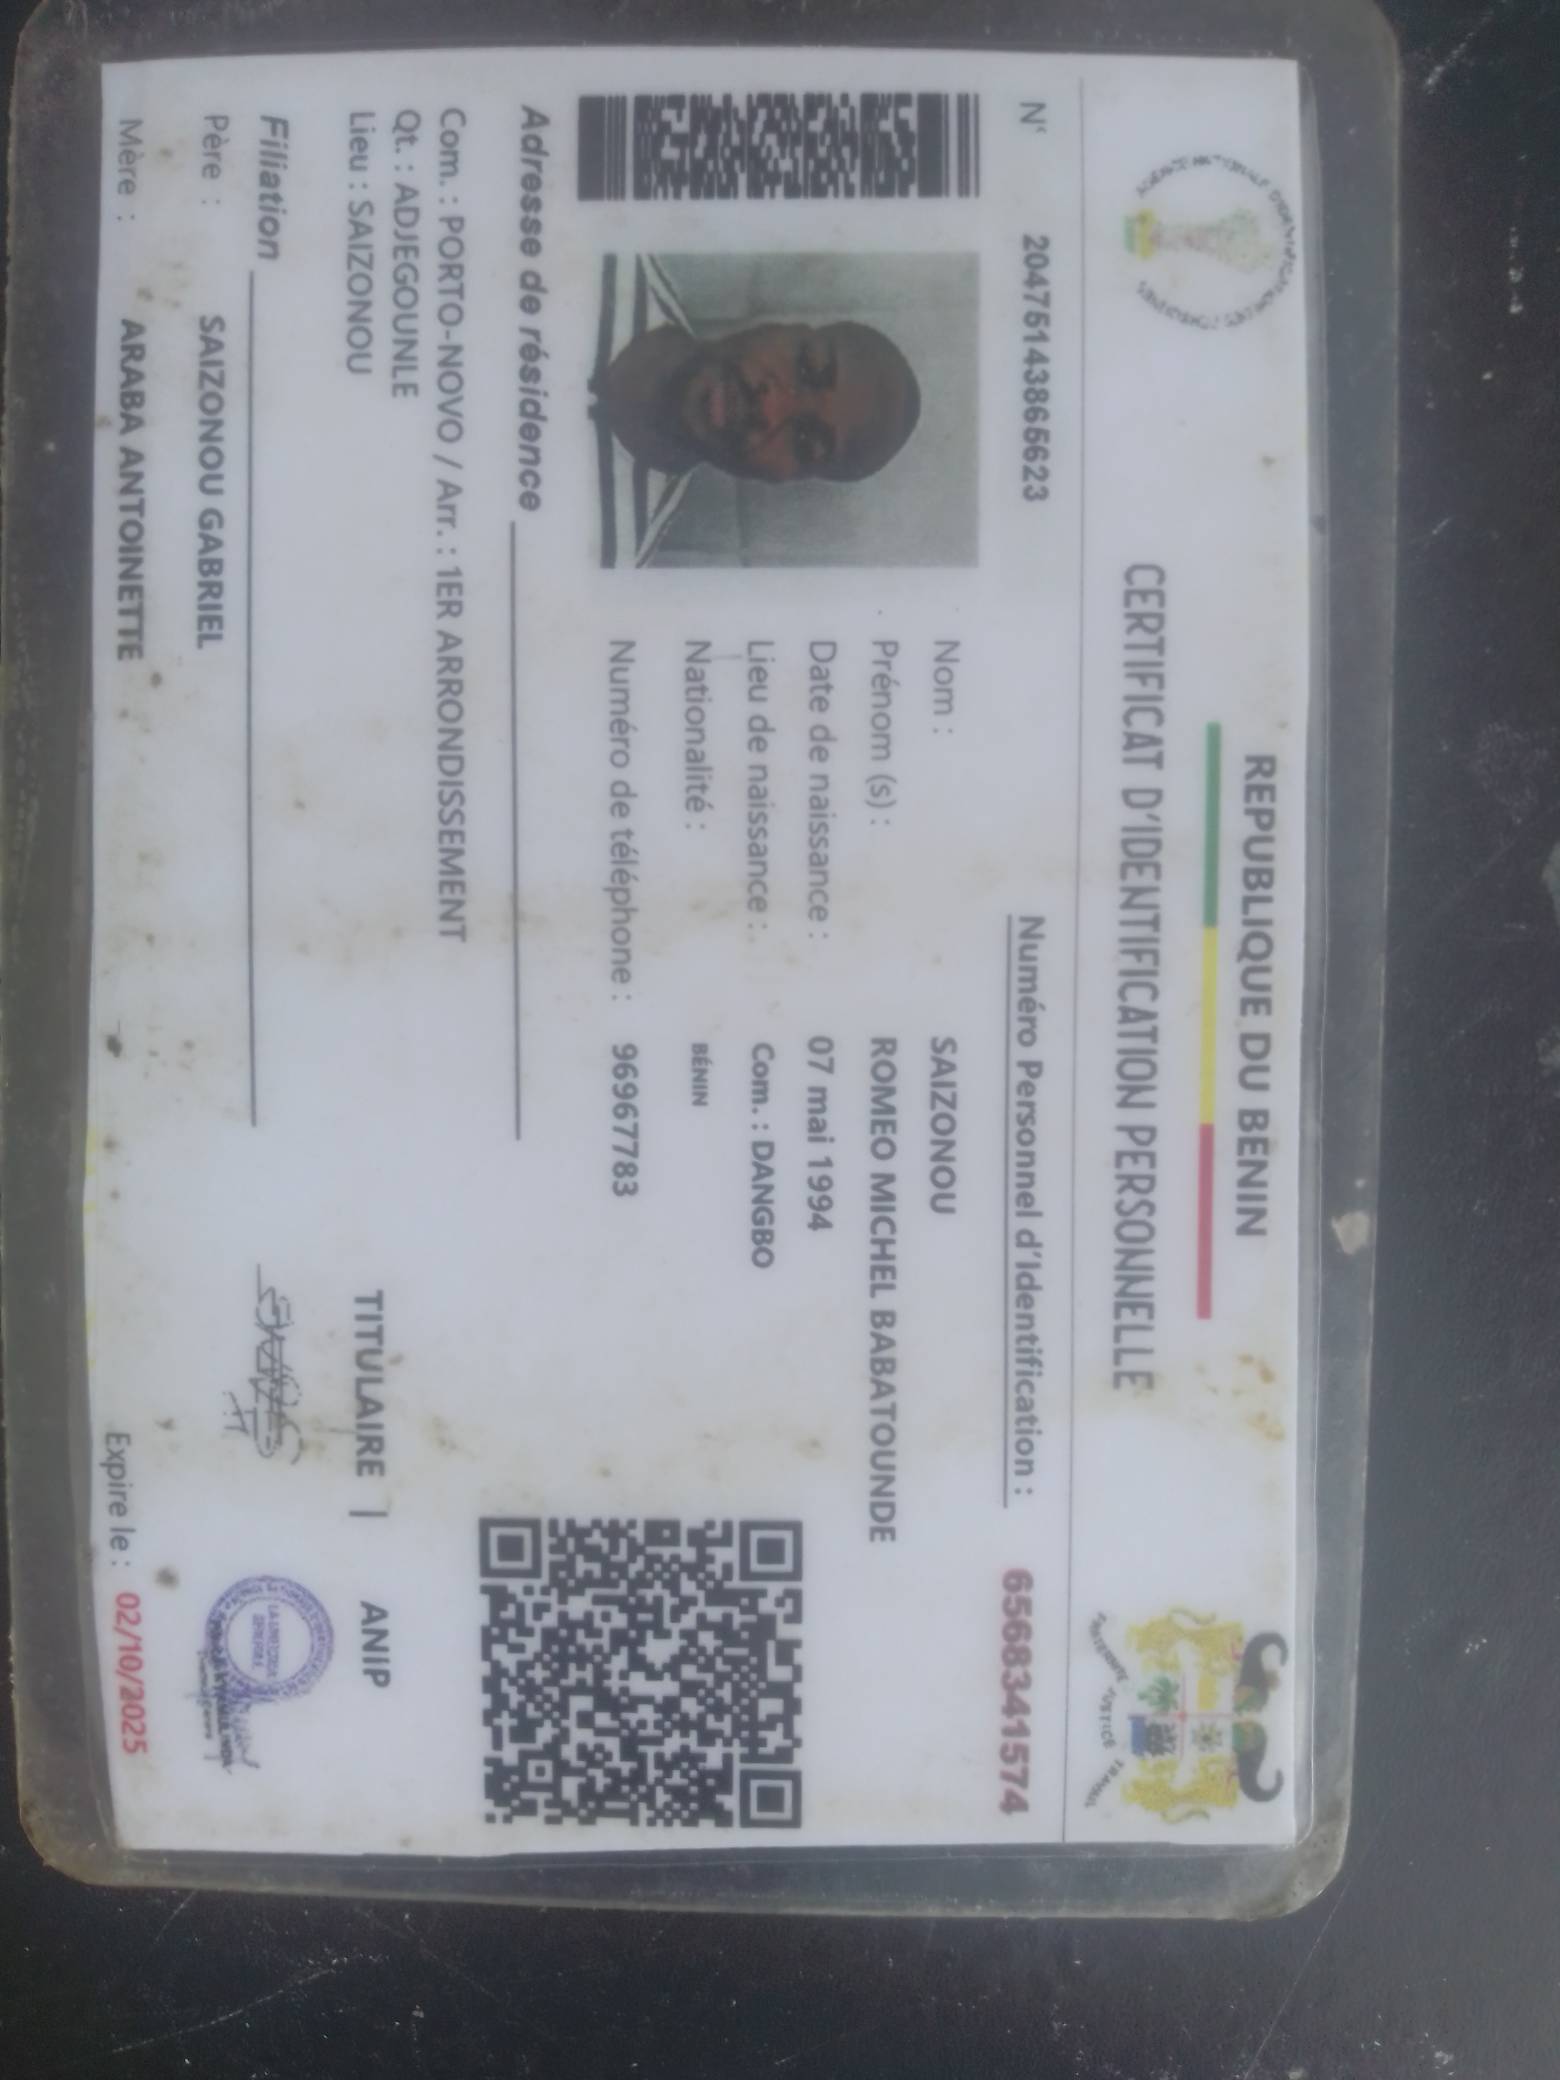 REPUBLIQUE DU BENIN
CERTIFICAT D'IDENTIFICATION PERSONNELLE
N° 2047514386​5623
Numéro Personnel d'Identification : 6568341574
Nom : SAIZONOU
Prénom (s) : ROMEO MICHEL BABATOUNDE
Date de naissance : 07 mai 1994
Lieu de naissance : Com. : DANGBO
Nationalité : BÉNIN
Numéro de téléphone : 96967783
Adresse de résidence
Com. : PORTO-NOVO / Arr. : 1ER ARRONDISSEMENT
Qt. : ADJEGOUNLE
Lieu : SAIZONOU
TITULAIRE | ANIP
Filiation
Père : SAIZONOU GABRIEL
Mère : ARABA ANTOINETTE
Expire le : 02/10/2025